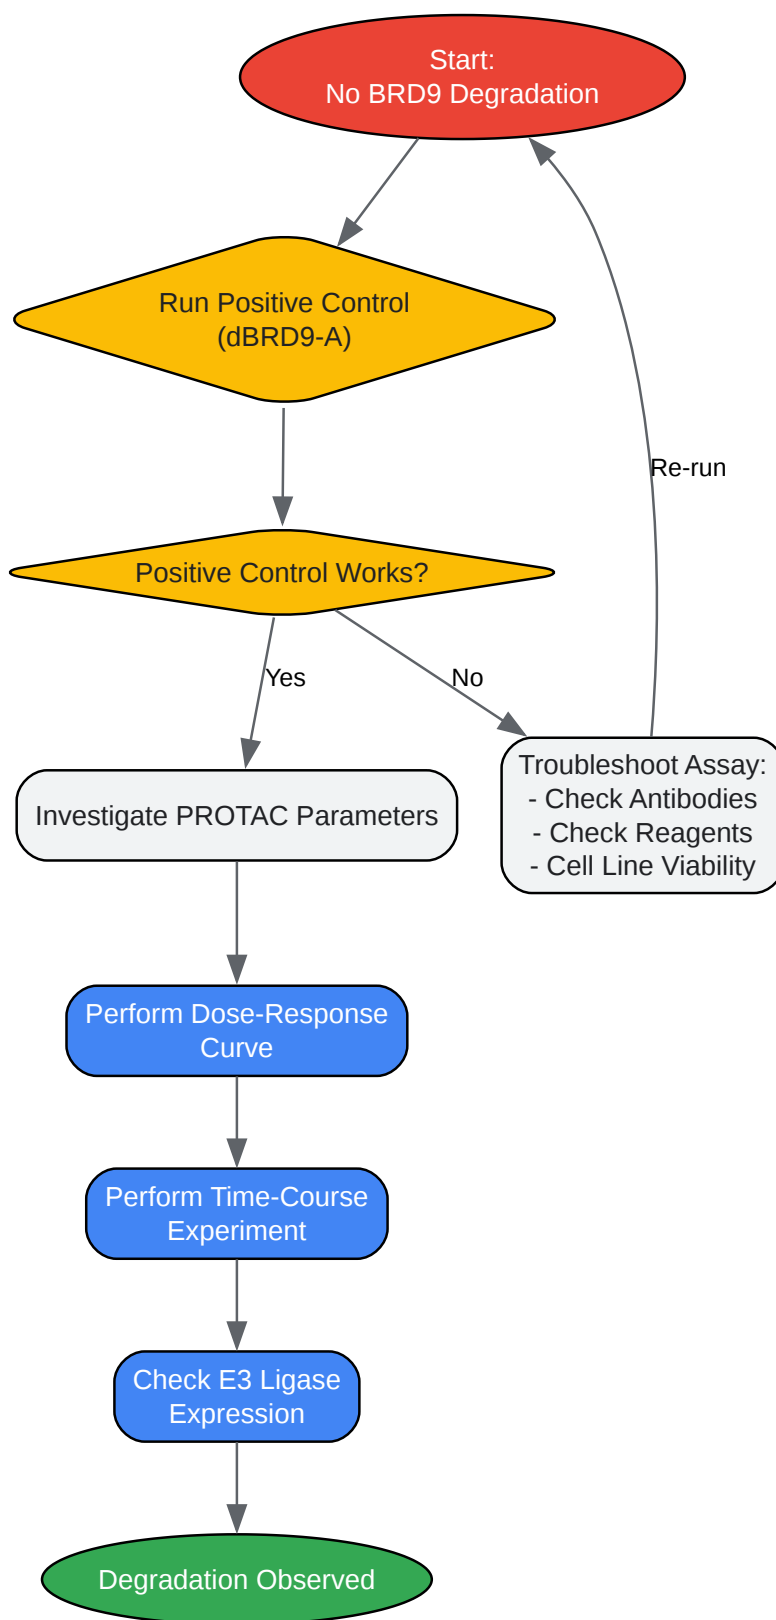 Start:
No BRD9 Degradation
Run Positive Control
(dBRD9-A)
Re-run
Positive Control Works?
Yes
No
Troubleshoot Assay:
- Check Antibodies
- Check Reagents
- Cell Line Viability
Investigate PROTAC Parameters
Perform Dose-Response
Curve
Perform Time-Course
Experiment
Check E3 Ligase
Expression
Degradation Observed